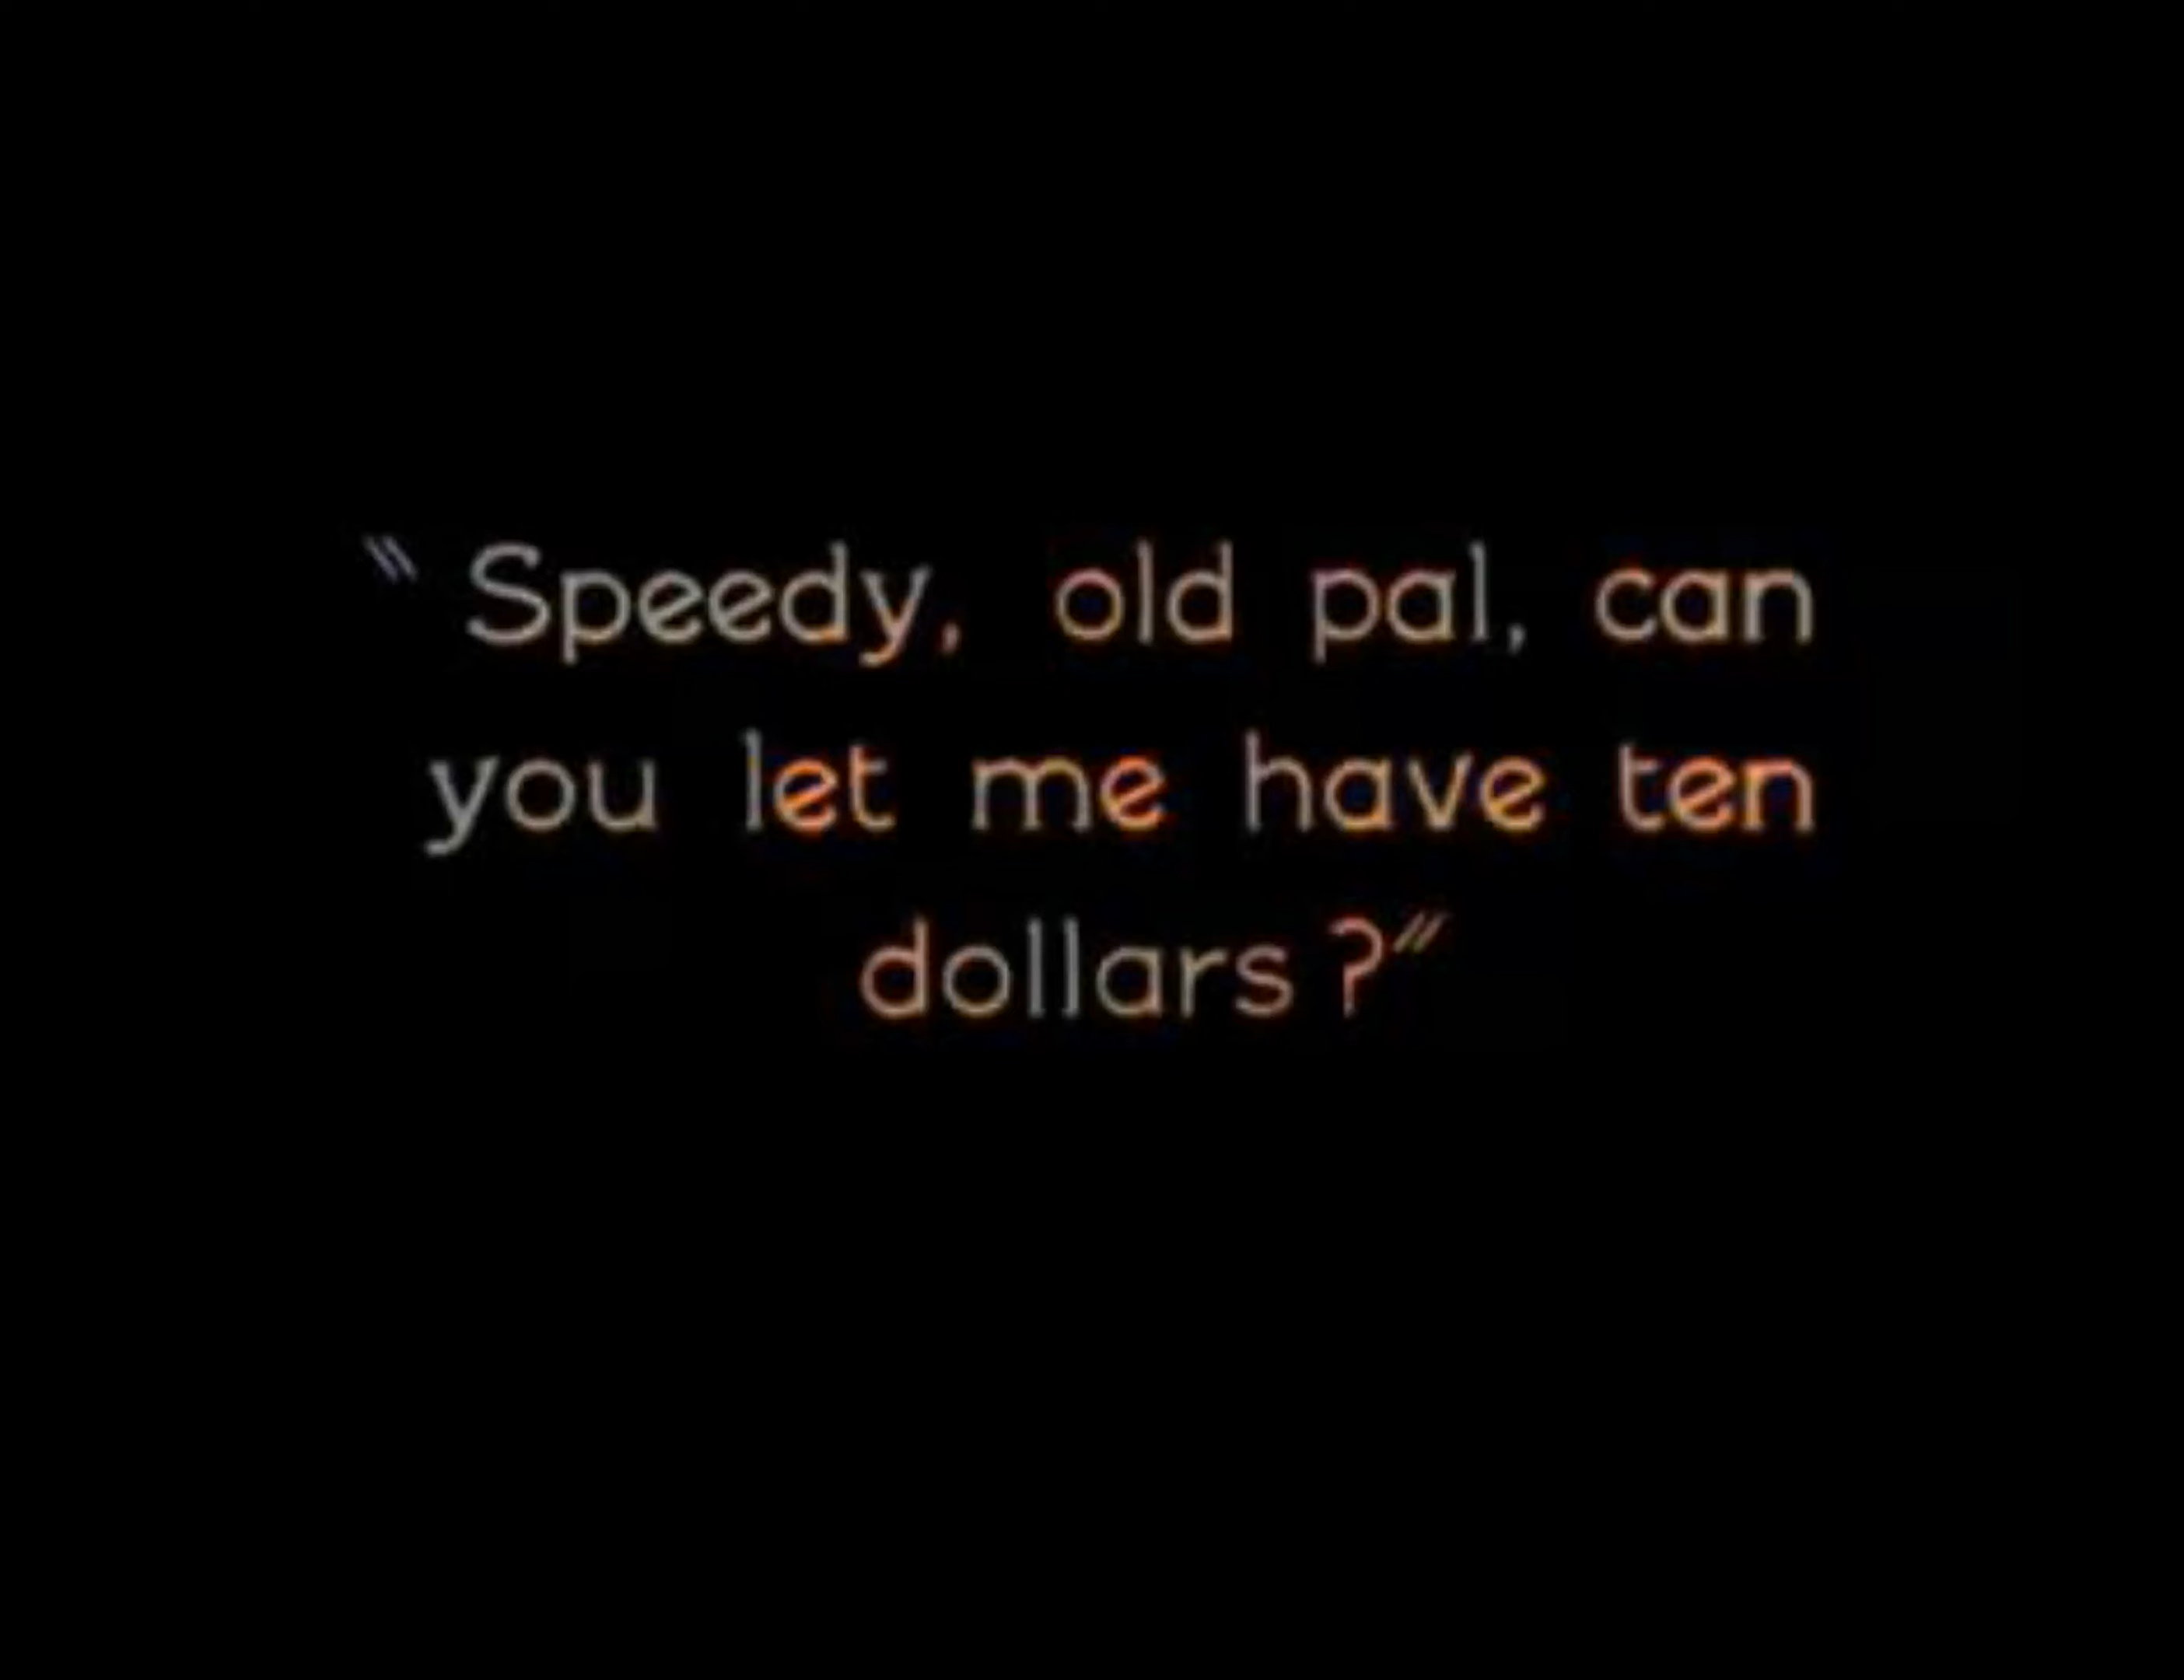 “Speedy, old pal, can
you let me have ten
dollars?”